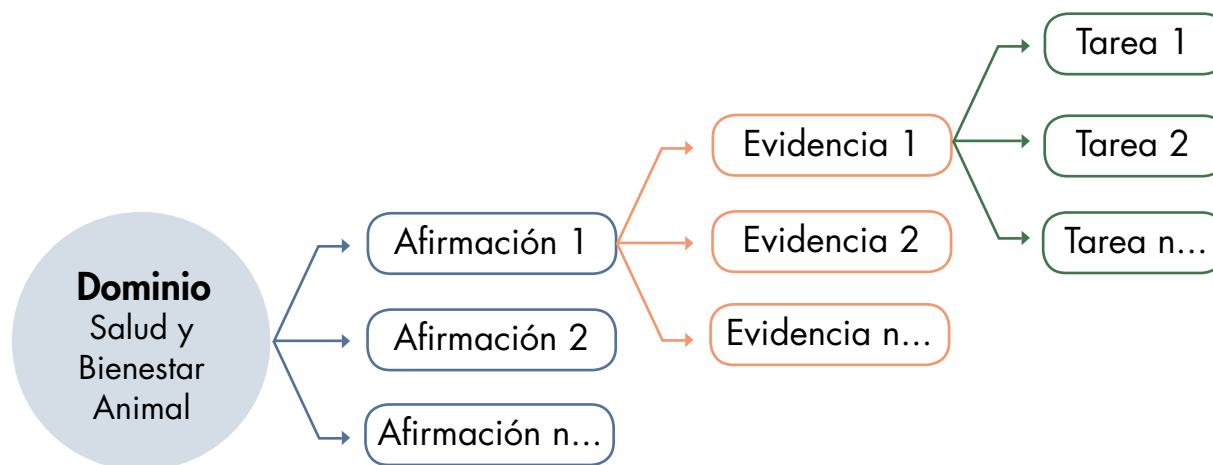 Dominio
Salud y
Bienestar
Animal
Afirmación 1
Afirmación 2
Afirmación n...
Evidencia 1
Evidencia 2
Evidencia n...
Tarea 1
Tarea 2
Tarea n...